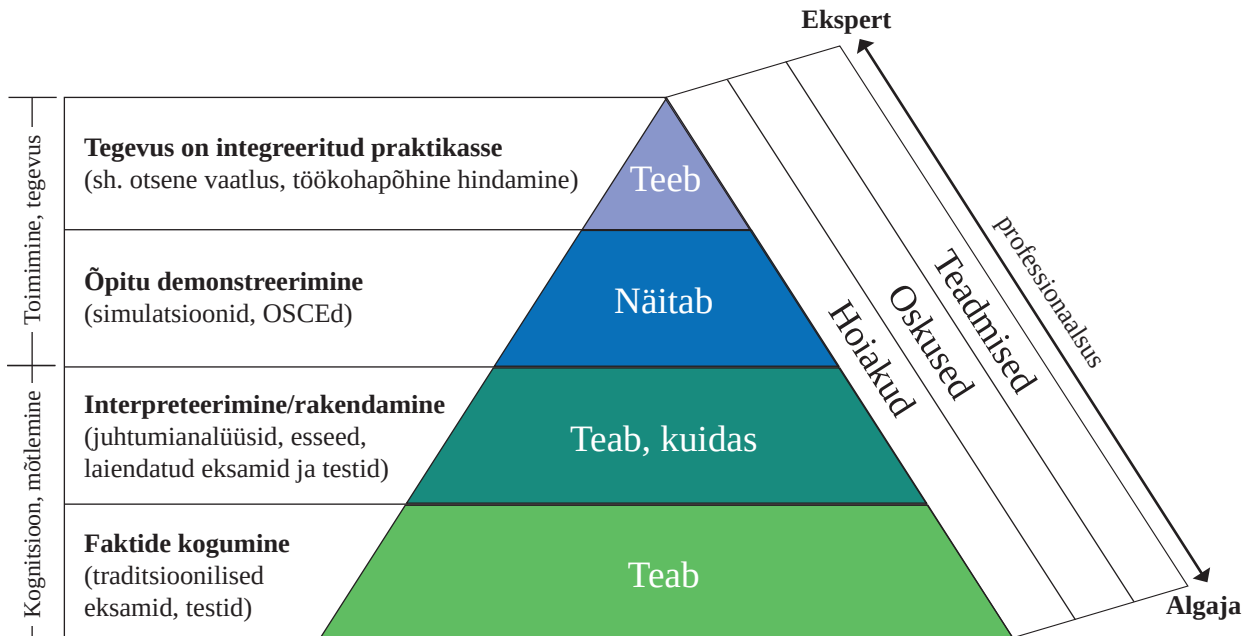 Ekspert
Toimimine, tegevus
Tegevus on integreeritud praktikasse
(sh. otsene vaatlus, töökohapõhine hindamine)
Teeb
Õpitu demonstreerimine
(simulatsioonid, OSCEd)
Näitab
Kognitsioon, mõtlemine
Interpreteerimine/rakendamine
(juhtumianalüüsid, esseed,
laiendatud eksamid ja testid)
Teab, kuidas
Faktide kogumine
(traditsioonilised
eksamid, testid)
Teab
Hoiakud
Oskused
Teadmised
professionaalsus
Algaja